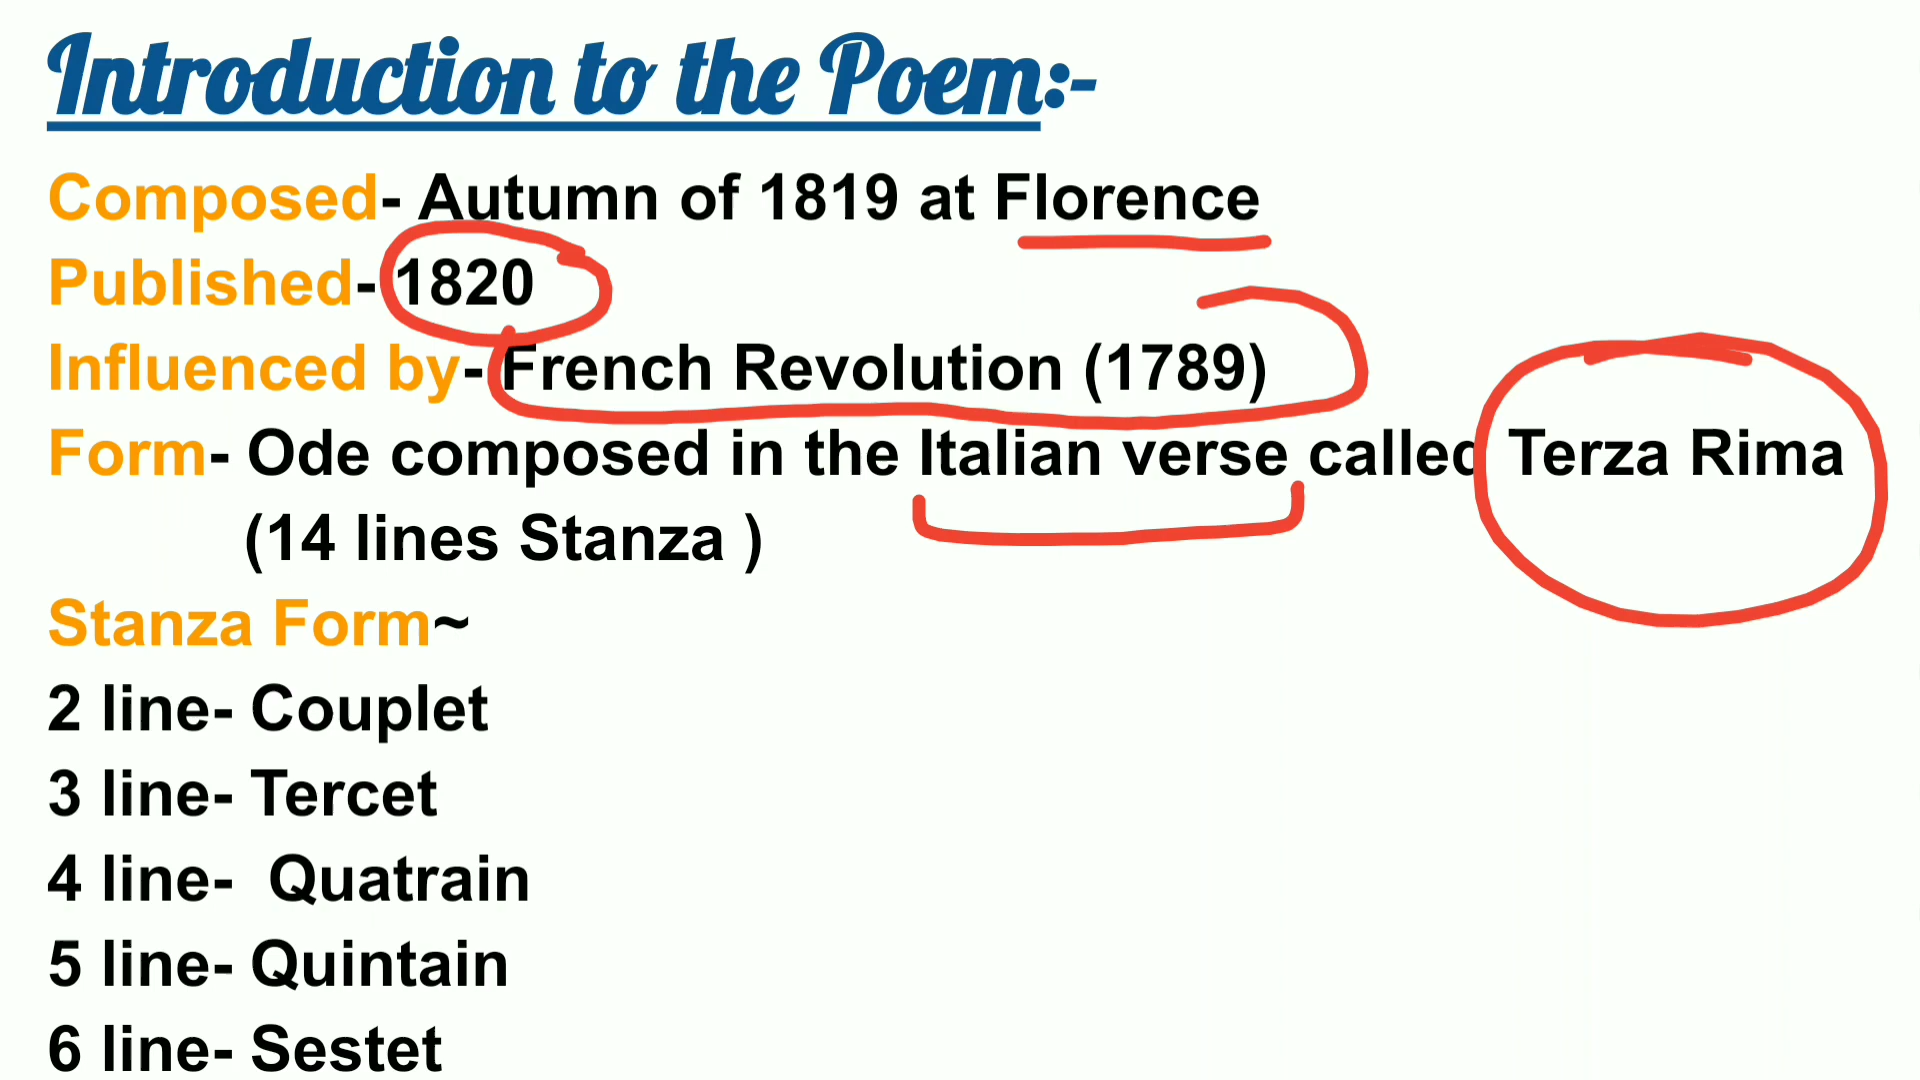 Introduction to the Poem:-
Composed- Autumn of 1819 at Florence
Published- 1820
Influenced by- French Revolution (1789)
Form- Ode composed in the Italian verse called Terza Rima
(14 lines Stanza )
Stanza Form~
2 line- Couplet
3 line- Tercet
4 line- Quatrain
5 line- Quintain
6 line- Sestet